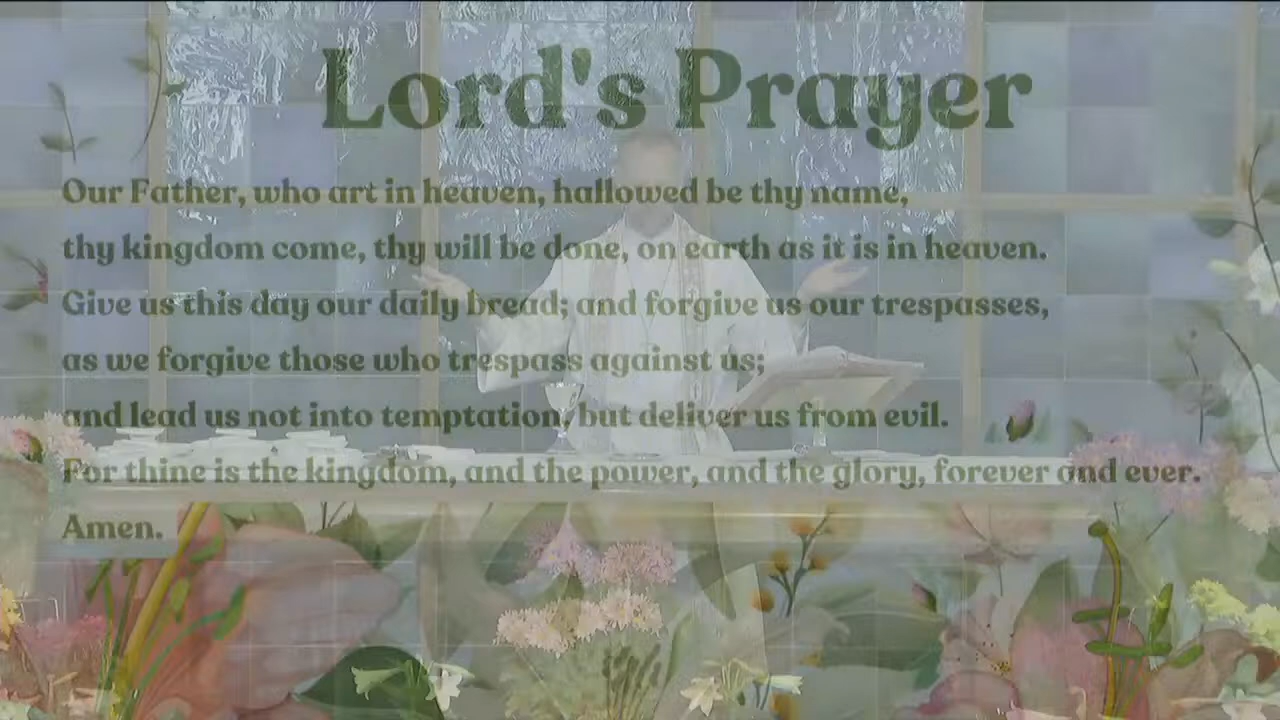 Lord's Prayer
Our Father, who art in heaven, hallowed be thy name,
thy kingdom come, thy will be done, on earth as it is in heaven.
Give us this day our daily bread; and forgive us our trespasses,
as we forgive those who trespass against us;
and lead us not into temptation, but deliver us from evil.
For thine is the kingdom, and the power, and the glory, forever and ever.
Amen.